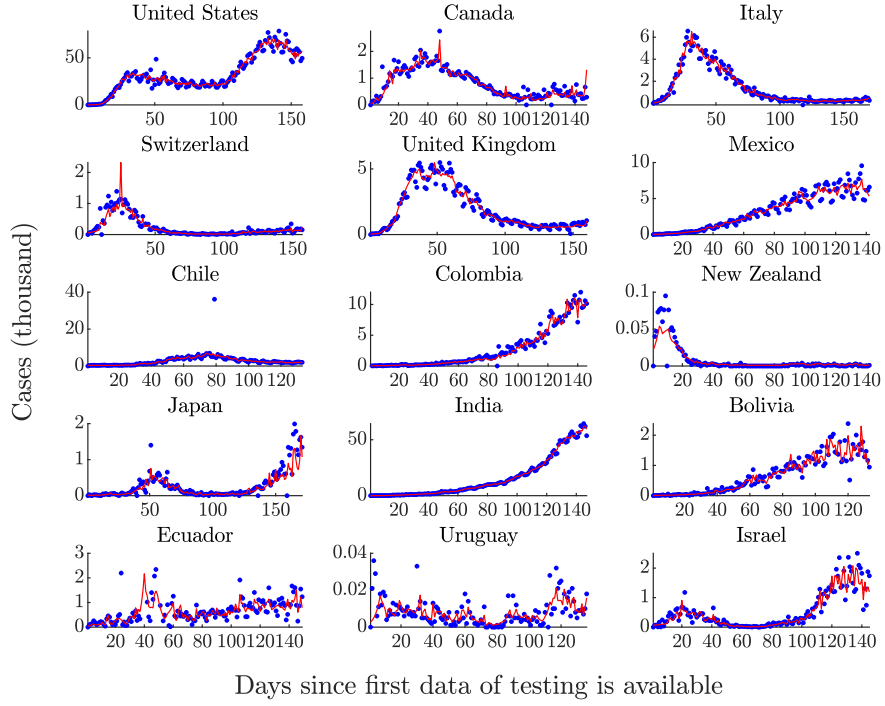 United States Canada Italy
50
0
50 100 150
2
1
0
20 40 60 80 100 120 140
6
4
2
0
50 100 150
Switzerland United Kingdom Mexico
2
1
0
50 100 150
5
0
50 100 150
10
5
0
20 40 60 80 100 120 140
Chile Colombia New Zealand
40
20
0
20 40 60 80 100 120
10
5
0
20 40 60 80 100 120 140
0.1
0.05
0
20 40 60 80 100 120 140
Japan India Bolivia
2
1
0
50 100 150
50
0
20 40 60 80 100 120 140
2
1
0
20 40 60 80 100 120
Ecuador Uruguay Israel
3
2
1
0
20 40 60 80 100 120 140
0.04
0.02
0
20 40 60 80 100 120
2
1
0
20 40 60 80 100 120 140
Cases (thousand)
Days since first data of testing is available